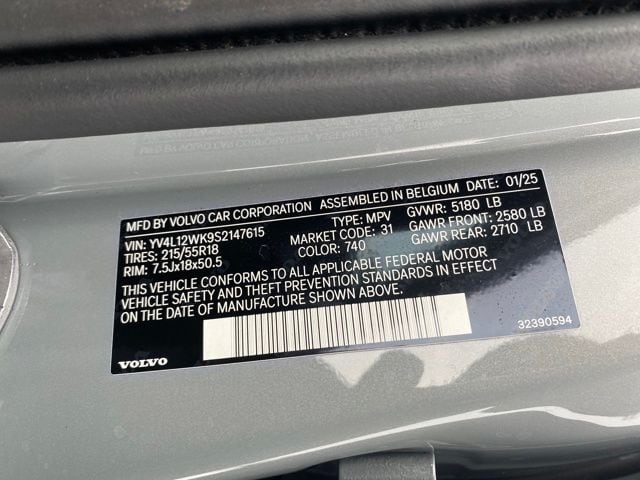 MFD BY VOLVO CAR CORPORATION ASSEMBLED IN BELGIUM DATE: 01/25
VIN: YV4L12WK9S2147615 TYPE: MPV GVWR: 5180 LB
TIRES: 215/55R18 MARKET CODE: 31 GAWR FRONT: 2580 LB
RIM: 7.5Jx18x50.5 COLOR: 740 GAWR REAR: 2710 LB
THIS VEHICLE CONFORMS TO ALL APPLICABLE FEDERAL MOTOR
VEHICLE SAFETY AND THEFT PREVENTION STANDARDS IN EFFECT
ON THE DATE OF MANUFACTURE SHOWN ABOVE.
32390594
VOLVO